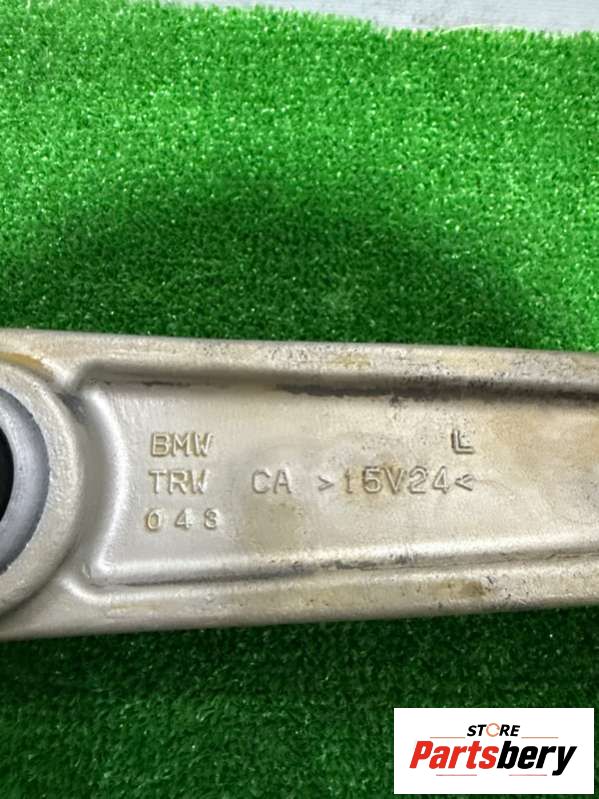 BMW L
TRW CA >15V24<
043
STORE
Partsbery